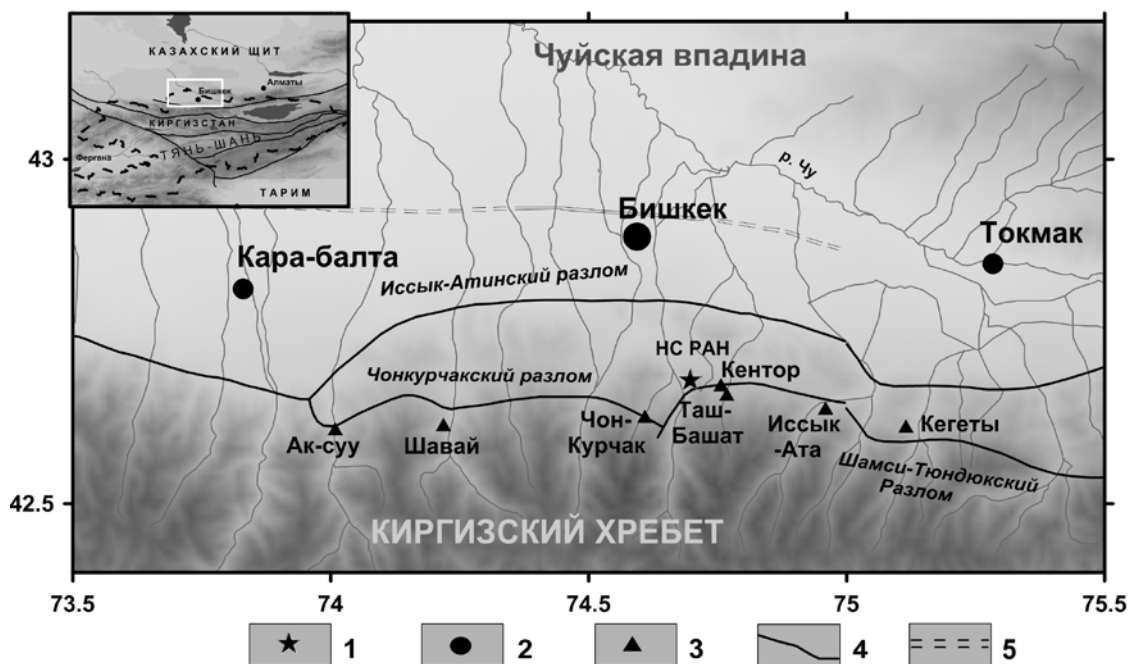 КАЗАХСКИЙ ЩИТ
Бишкек
Алматы
КИРГИЗСТАН
ТЯНЬ-ШАНЬ
Фергана
ТАРИМ
Чуйская впадина
43
р. Чу
Бишкек
Токмак
Кара-балта
Иссык-Атинский разлом
НС РАН
Кентор
Чонкурчакский разлом
Таш-
Башат
Чон-
Курчак
Иссык
-Ата
Кегеты
Ак-суу
Шавай
Шамси-Тюндюкский
Разлом
42.5
КИРГИЗСКИЙ ХРЕБЕТ
73.5
74
74.5
75
75.5
1
2
3
4
5